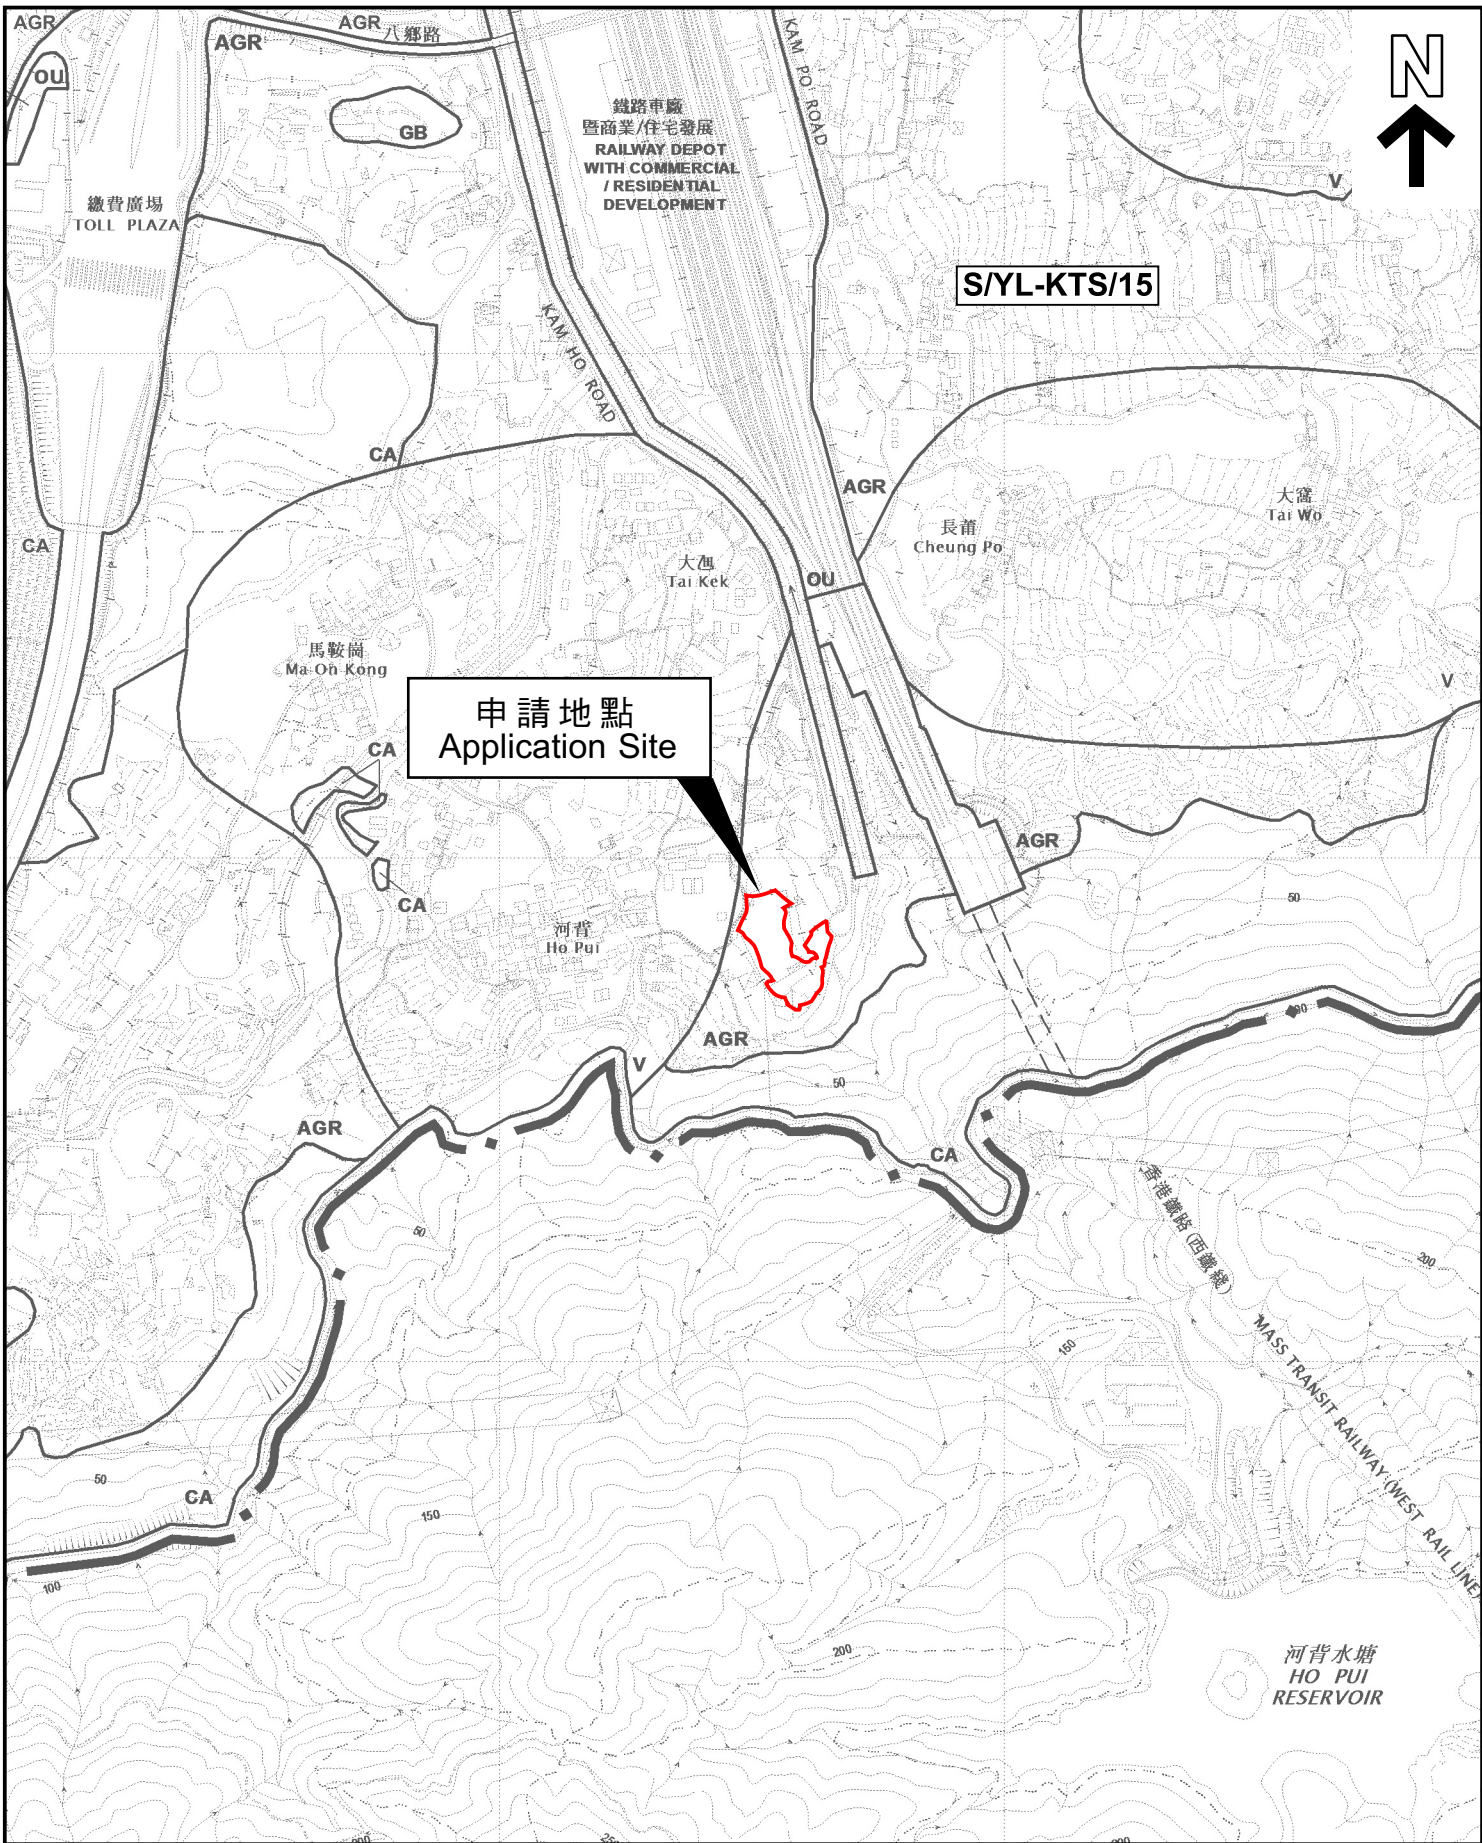 AGR
AGR
八鄉路
AGR
OU
GB
鐵路車廠
暨商業/住宅發展
RAILWAY DEPOT
WITH COMMERCIAL
/ RESIDENTIAL
DEVELOPMENT
KAM PO ROAD
N
V
繳費廣場
TOLL PLAZA
S/YL-KTS/15
KAM HO ROAD
CA
AGR
大窩
Tai Wo
長莆
Cheung Po
CA
Tai Kek
OU
馬鞍崗
Ma On Kong
V
申請地點
Application Site
CA
AGR
CA
50
河背
Ho Pui
100
AGR
V
50
AGR
CA
香港鐵路(西鐵綫)
MASS TRANSIT RAILWAY (WEST RAIL LINE)
50
200
150
50
CA
150
100
200
河背水塘
HO PUI
RESERVOIR